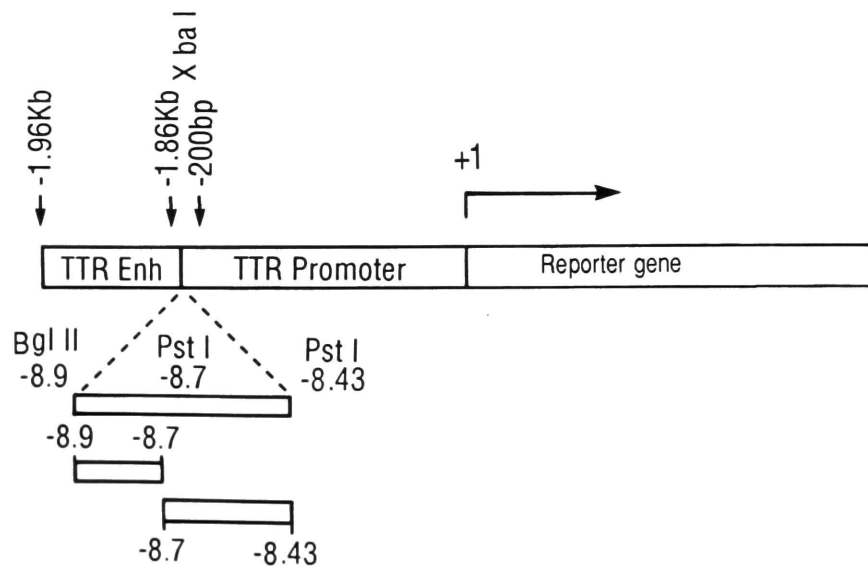 -1.96Kb
-1.86Kb
X ba I
-200bp
+1
TTR Enh
TTR Promoter
Reporter gene
Bgl II
-8.9
Pst I
-8.7
Pst I
-8.43
-8.9
-8.7
-8.7
-8.43